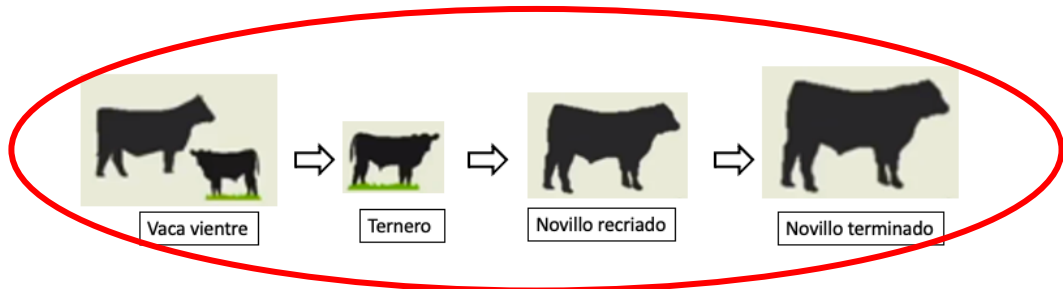 Vaca vientre
Ternero
Novillo recriado
Novillo terminado